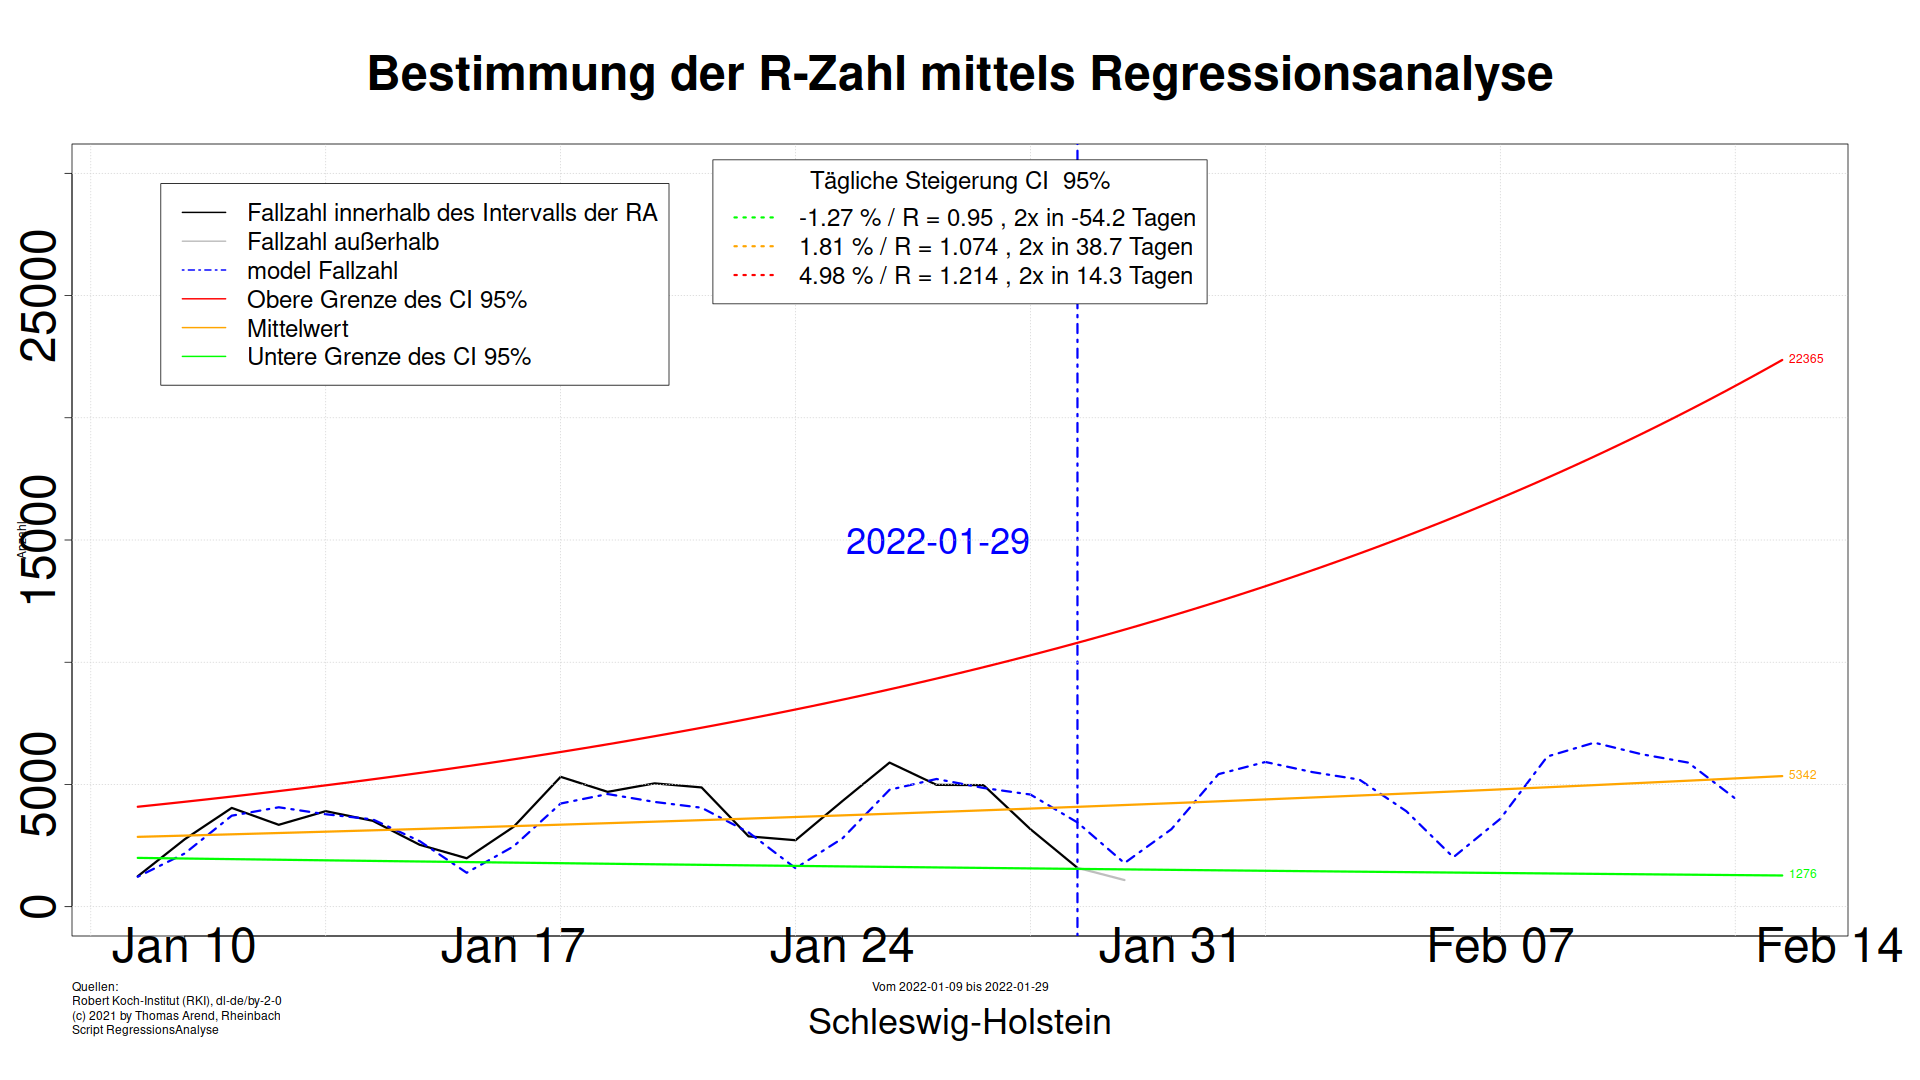 Bestimmung der R-Zahl mittels Regressionsanalyse
Fallzahl innerhalb des Intervalls der RA
Fallzahl außerhalb
model Fallzahl
Obere Grenze des CI 95%
Mittelwert
Untere Grenze des CI 95%
Tägliche Steigerung CI 95%
-1.27 % / R = 0.95 , 2x in -54.2 Tagen
1.81 % / R = 1.074 , 2x in 38.7 Tagen
4.98 % / R = 1.214 , 2x in 14.3 Tagen
25000
15000
5000
0
Anzahl
2022-01-29
22365
5342
1276
Jan 10
Jan 17
Jan 24
Jan 31
Feb 07
Feb 14
Quellen:
Robert Koch-Institut (RKI), dl-de/by-2-0
(c) 2021 by Thomas Arend, Rheinbach
Script RegressionsAnalyse
Vom 2022-01-09 bis 2022-01-29
Schleswig-Holstein